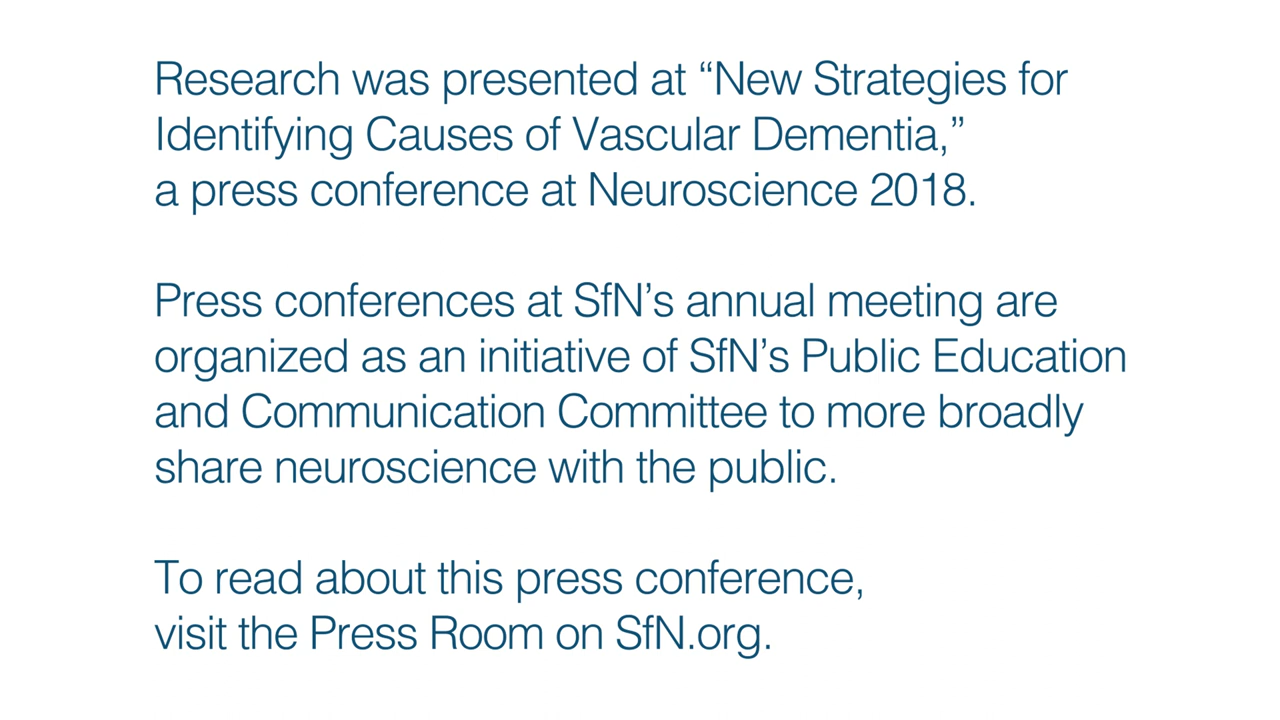 Research was presented at “New Strategies for
Identifying Causes of Vascular Dementia,”
a press conference at Neuroscience 2018.
Press conferences at SfN’s annual meeting are
organized as an initiative of SfN’s Public Education
and Communication Committee to more broadly
share neuroscience with the public.
To read about this press conference,
visit the Press Room on SfN.org.